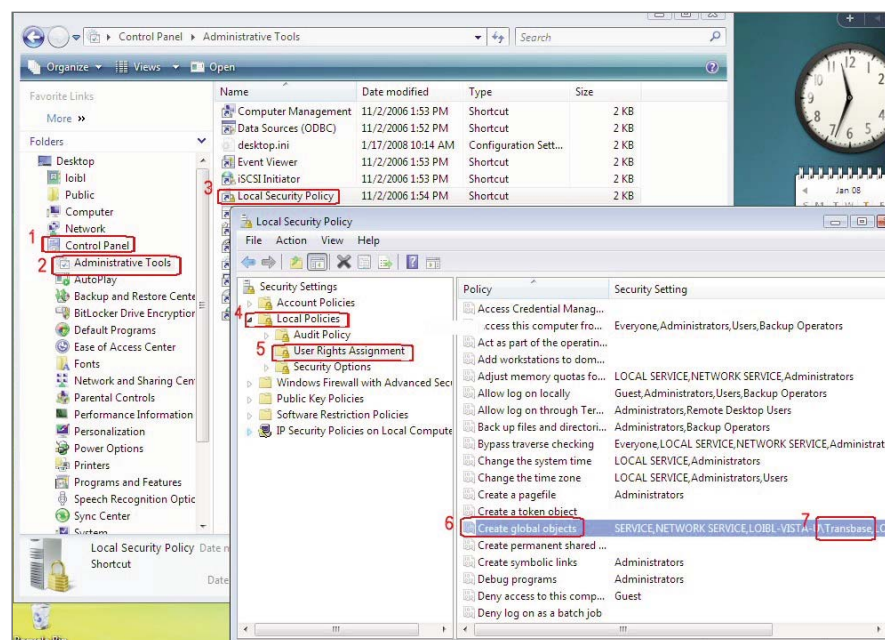 Control Panel ▸ Administrative Tools
Search
Organize Views Open
Favorite Links
More »
Folders
Desktop
loibl
Public
Computer
Network
1 Control Panel
2 Administrative Tools
AutoPlay
Backup and Restore Cente
BitLocker Drive Encryption
Default Programs
Ease of Access Center
Fonts
Network and Sharing Cen
Parental Controls
Performance Information
Personalization
Power Options
Printers
Programs and Features
Speech Recognition Optic
Sync Center
System
Name Date modified Type Size
Computer Management 11/2/2006 1:53 PM Shortcut 2 KB
Data Sources (ODBC) 11/2/2006 1:52 PM Shortcut 2 KB
desktop.ini 1/17/2008 10:14 AM Configuration Sett... 2 KB
Event Viewer 11/2/2006 1:53 PM Shortcut 2 KB
iSCSI Initiator 11/2/2006 1:53 PM Shortcut 2 KB
3 Local Security Policy 11/2/2006 1:54 PM Shortcut 2 KB
Local Security Policy Date
Shortcut
Date
11 12
10 2
9
8 4
7 6 5
Jan 08
Local Security Policy
File Action View Help
Security Settings
Account Policies
4 Local Policies
Audit Policy
5 User Rights Assignment
Security Options
Windows Firewall with Advanced Secu
Public Key Policies
Software Restriction Policies
IP Security Policies on Local Compute
Policy Security Setting
Access Credential Manag...
ccess this computer fro... Everyone,Administrators,Users,Backup Operators
Act as part of the operatin...
Add workstations to dom...
Adjust memory quotas fo... LOCAL SERVICE,NETWORK SERVICE,Administrators
Allow log on locally Guest,Administrators,Users,Backup Operators
Allow log on through Ter... Administrators,Remote Desktop Users
Back up files and directori... Administrators,Backup Operators
Bypass traverse checking Everyone,LOCAL SERVICE,NETWORK SERVICE,Administrat
Change the system time LOCAL SERVICE,Administrators
Change the time zone LOCAL SERVICE,Administrators,Users
Create a pagefile Administrators
Create a token object
6 Create global objects SERVICE,NETWORK SERVICE,LOIBL-VISTA- 7 \Transbase,LO
Create permanent shared ...
Create symbolic links Administrators
Debug programs Administrators
Deny access to this comp... Guest
Deny log on as a batch job